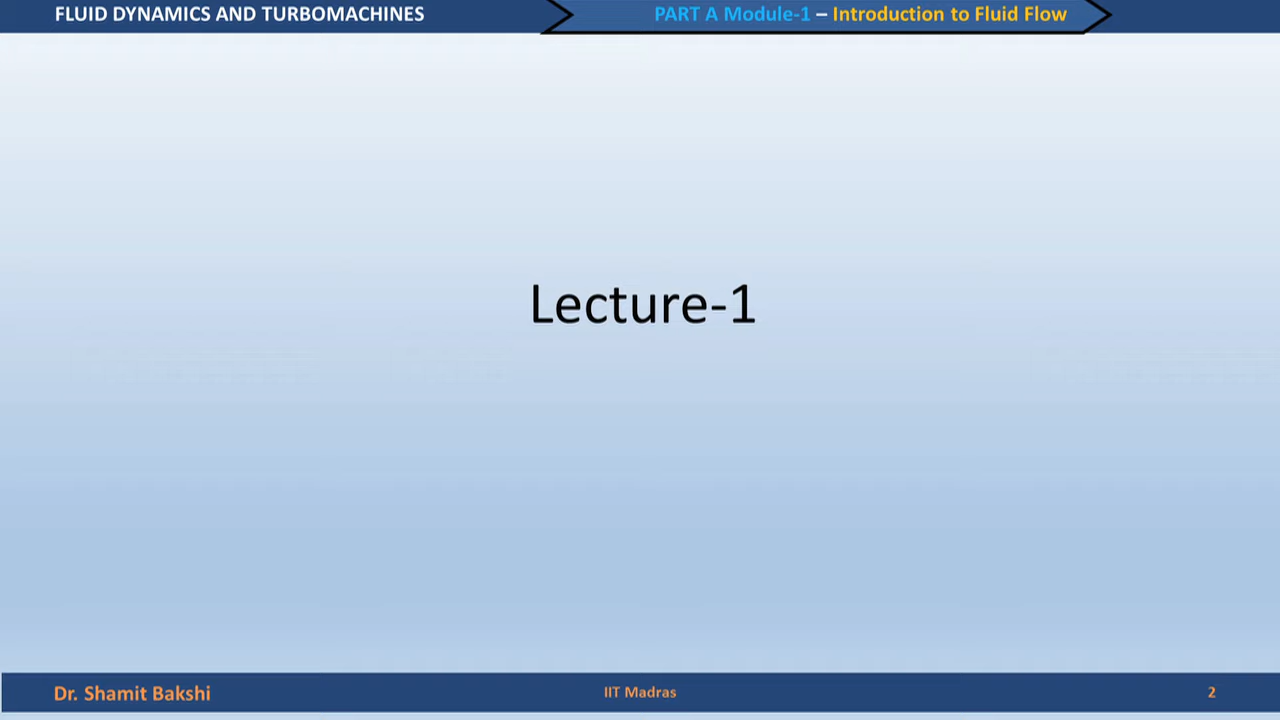 FLUID DYNAMICS AND TURBOMACHINES
PART A Module-1 – Introduction to Fluid Flow
Lecture-1
Dr. Shamit Bakshi
IIT Madras
2